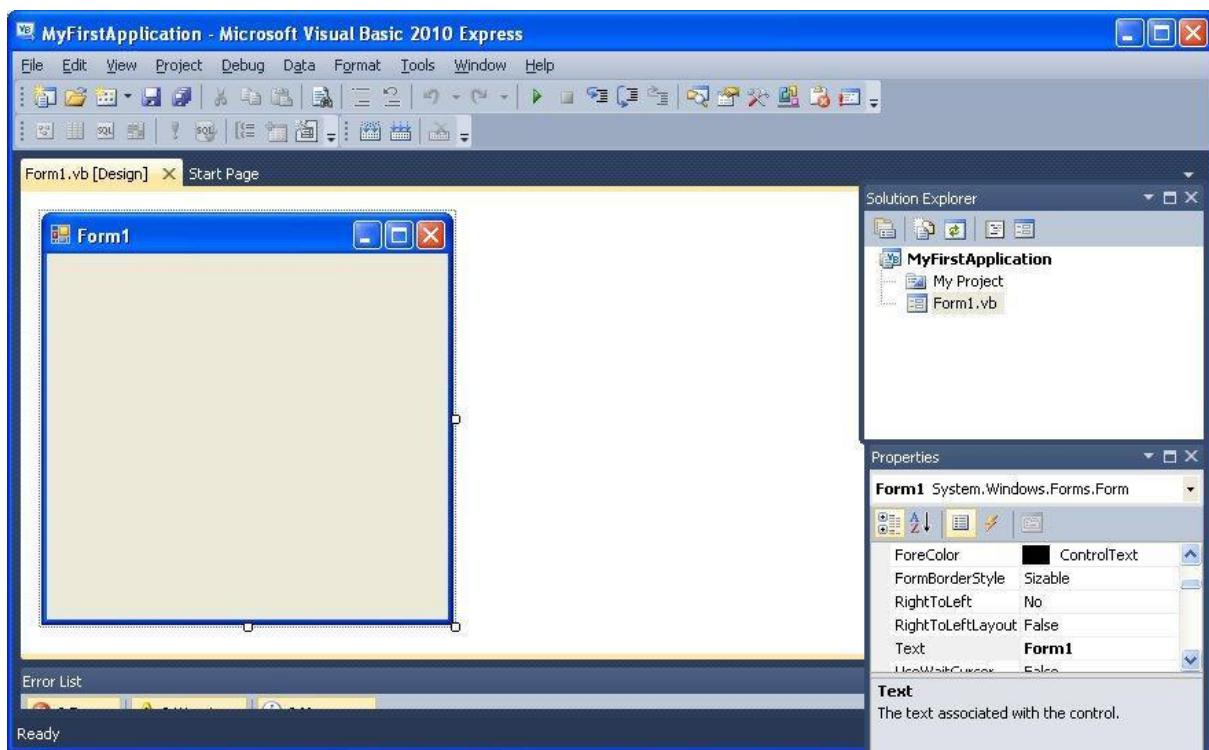 MyFirstApplication - Microsoft Visual Basic 2010 Express
File Edit View Project Debug Data Format Tools Window Help
Form1.vb [Design] Start Page
Form1
Solution Explorer
MyFirstApplication
My Project
Form1.vb
Properties
Form1 System.Windows.Forms.Form
ForeColor ControlText
FormBorderStyle Sizable
RightToLeft No
RightToLeftLayout False
Text Form1
UseWaitCursor False
Text
The text associated with the control.
Error List
Ready